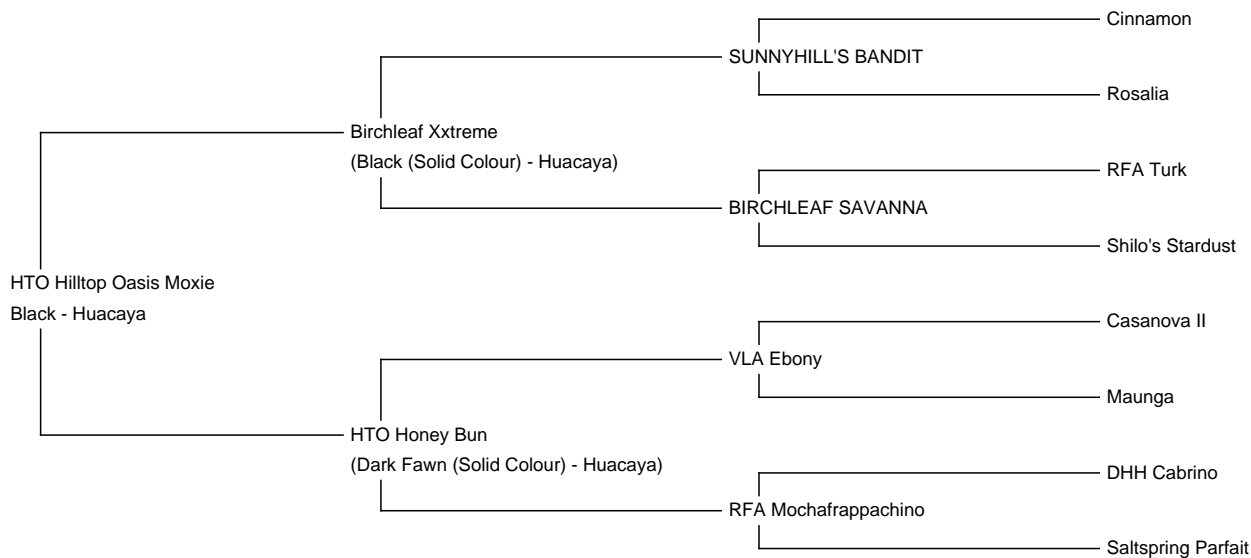 Cinnamon
SUNNYHILL'S BANDIT
Rosalia
Birchleaf Xxtreme
(Black (Solid Colour) - Huacaya)
RFA Turk
BIRCHLEAF SAVANNA
Shilo's Stardust
HTO Hilltop Oasis Moxie
Black - Huacaya
Casanova II
VLA Ebony
Maunga
HTO Honey Bun
(Dark Fawn (Solid Colour) - Huacaya)
DHH Cabrino
RFA Mochafrappachino
Saltspring Parfait